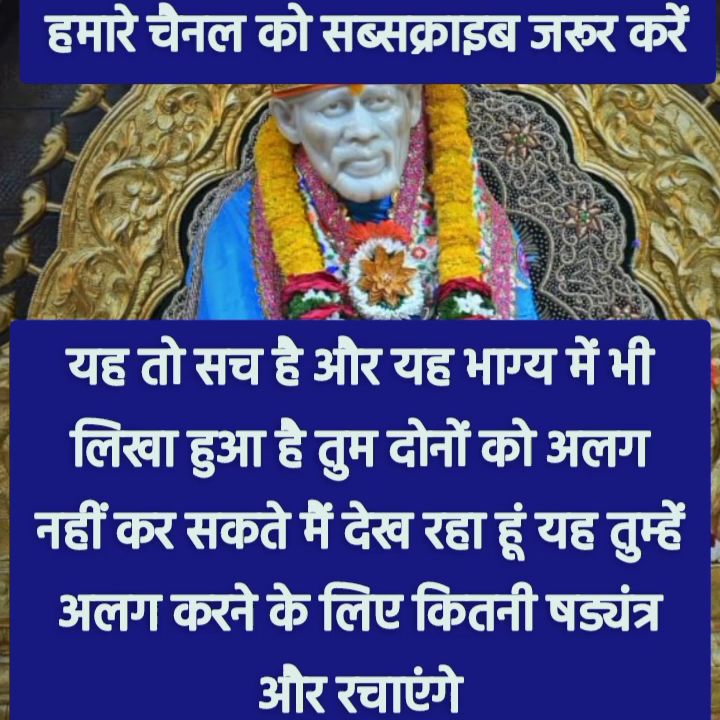 हमारे चैनल को सब्सक्राइब जरूर करें
यह तो सच है और यह भाग्य में भी
लिखा हुआ है तुम दोनों को अलग
नहीं कर सकते मैं देख रहा हूं यह तुम्हें
अलग करने के लिए कितनी षड्यंत्र
और रचाएंगे